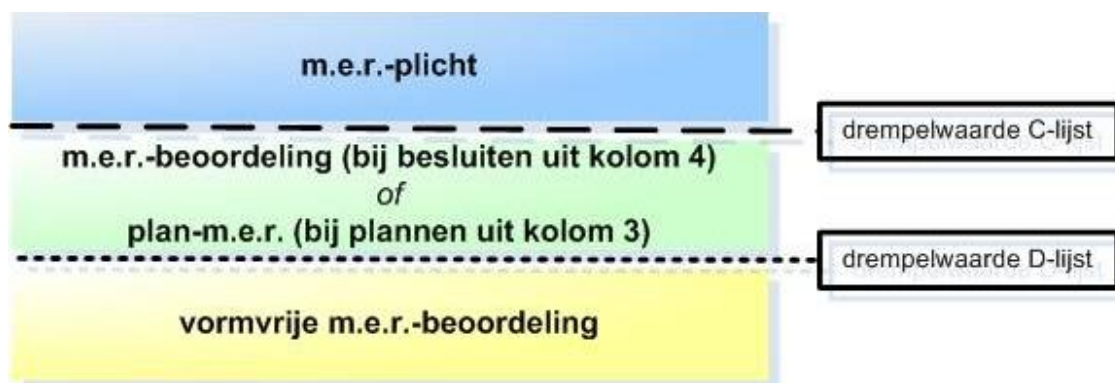 m.e.r.-plicht
drempelwaarde C-lijst
m.e.r.-beoordeling (bij besluiten uit kolom 4)
of
plan-m.e.r. (bij plannen uit kolom 3)
drempelwaarde D-lijst
vormvrije m.e.r.-beoordeling